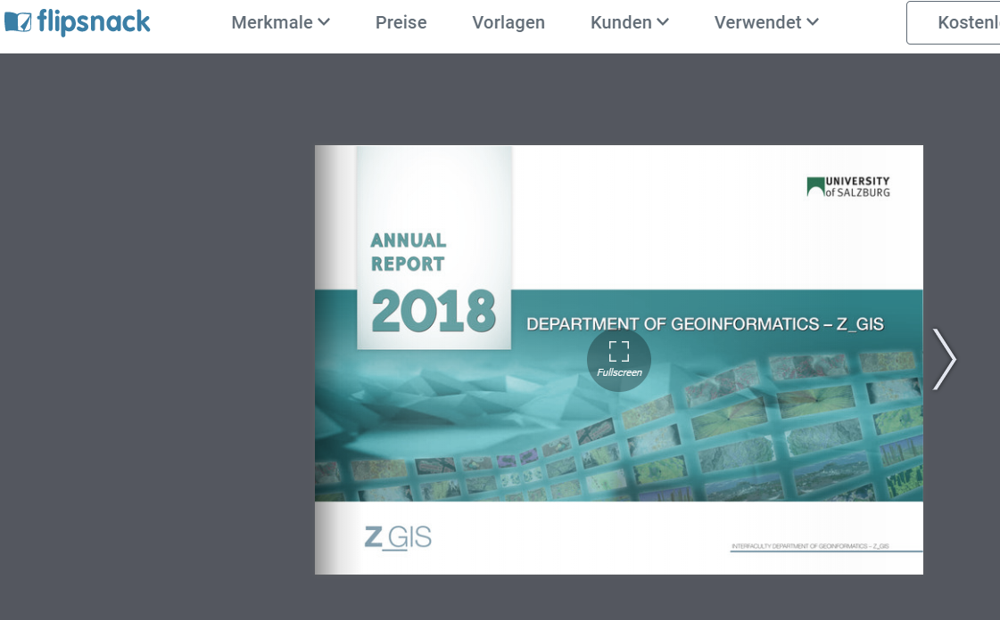 flipsnack
Merkmale
Preise
Vorlagen
Kunden
Verwendet
UNIVERSITY
of SALZBURG
ANNUAL
REPORT
2018
DEPARTMENT OF GEOINFORMATICS – Z_GIS
Fullscreen
Z_GIS
INTERFACULTY DEPARTMENT OF GEOINFORMATICS – Z_GIS